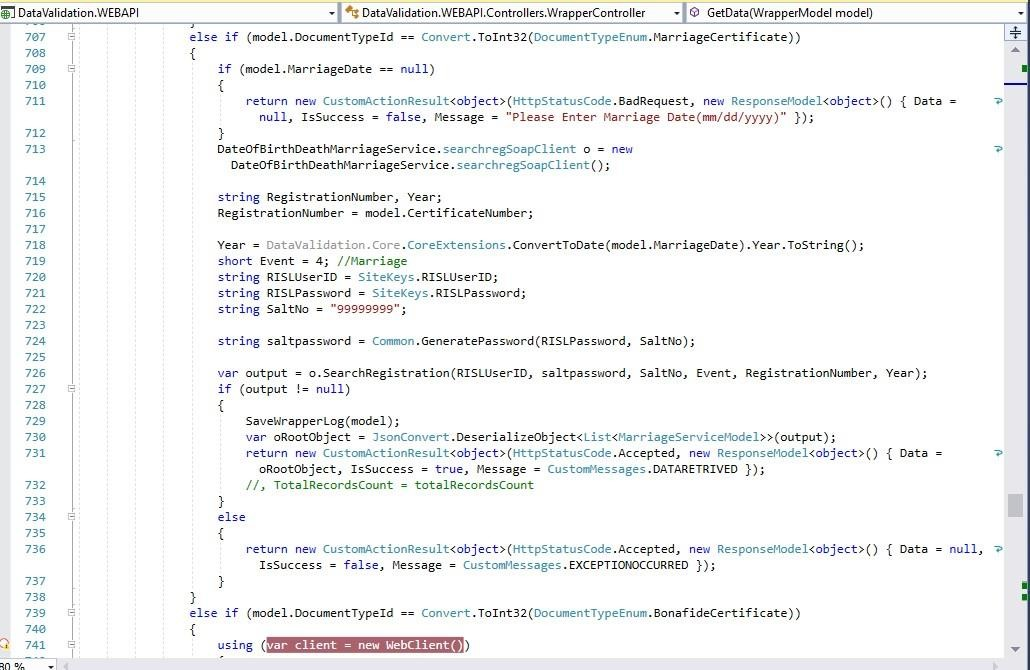 DataValidation.WEBAPI DataValidation.WEBAPI.Controllers.WrapperController GetData(WrapperModel model)
707 else if (model.DocumentTypeId == Convert.ToInt32(DocumentTypeEnum.MarriageCertificate))
708 {
709 if (model.MarriageDate == null)
710 {
711 return new CustomActionResult<object>(HttpStatusCode.BadRequest, new ResponseModel<object>() { Data =
null, IsSuccess = false, Message = "Please Enter Marriage Date(mm/dd/yyyy)" });
712 }
713 DateOfBirthDeathMarriageService.searchregSoapClient o = new
DateOfBirthDeathMarriageService.searchregSoapClient();
714
715 string RegistrationNumber, Year;
716 RegistrationNumber = model.CertificateNumber;
717
718 Year = DataValidation.Core.CoreExtensions.ConvertToDate(model.MarriageDate).Year.ToString();
719 short Event = 4; //Marriage
720 string RISLUserID = SiteKeys.RISLUserID;
721 string RISLPassword = SiteKeys.RISLPassword;
722 string SaltNo = "99999999";
723
724 string saltpassword = Common.GeneratePassword(RISLPassword, SaltNo);
725
726 var output = o.SearchRegistration(RISLUserID, saltpassword, SaltNo, Event, RegistrationNumber, Year);
727 if (output != null)
728 {
729 SaveWrapperLog(model);
730 var oRootObject = JsonConvert.DeserializeObject<List<MarriageServiceModel>>(output);
731 return new CustomActionResult<object>(HttpStatusCode.Accepted, new ResponseModel<object>() { Data =
oRootObject, IsSuccess = true, Message = CustomMessages.DATARETRIVED });
732 //, TotalRecordsCount = totalRecordsCount
733 }
734 else
735 {
736 return new CustomActionResult<object>(HttpStatusCode.Accepted, new ResponseModel<object>() { Data = null,
IsSuccess = false, Message = CustomMessages.EXCEPTIONOCCURRED });
737 }
738 }
739 else if (model.DocumentTypeId == Convert.ToInt32(DocumentTypeEnum.BonafideCertificate))
740 {
741 using (var client = new WebClient())
80 %